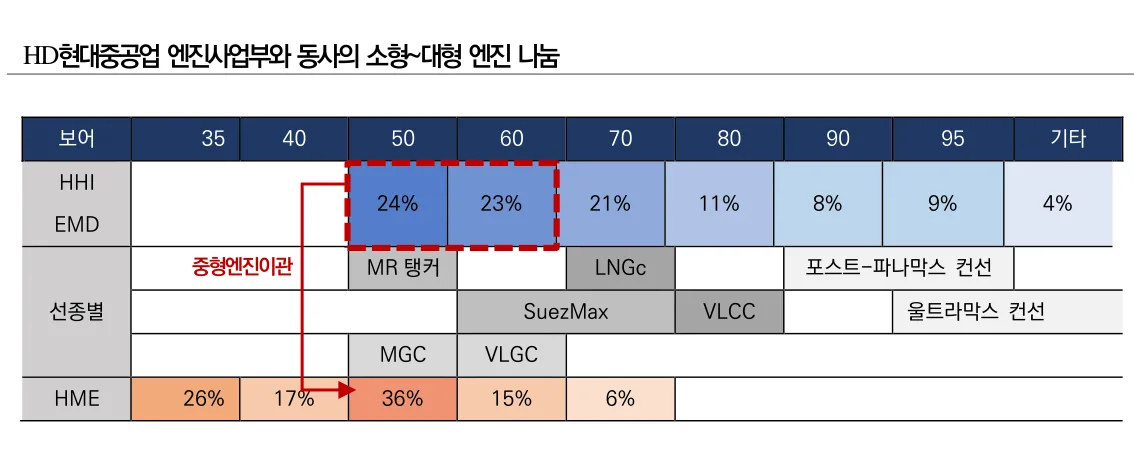 HD현대중공업 엔진사업부와 동사의 소형~대형 엔진 나눔
보어 35 40 50 60 70 80 90 95 기타
HHI
EMD
24% 23% 21% 11% 8% 9% 4%
중형엔진이관
선종별
MR 탱커 LNGc 포스트-파나막스 컨선
SuezMax VLCC 울트라막스 컨선
MGC VLGC
HME 26% 17% 36% 15% 6%